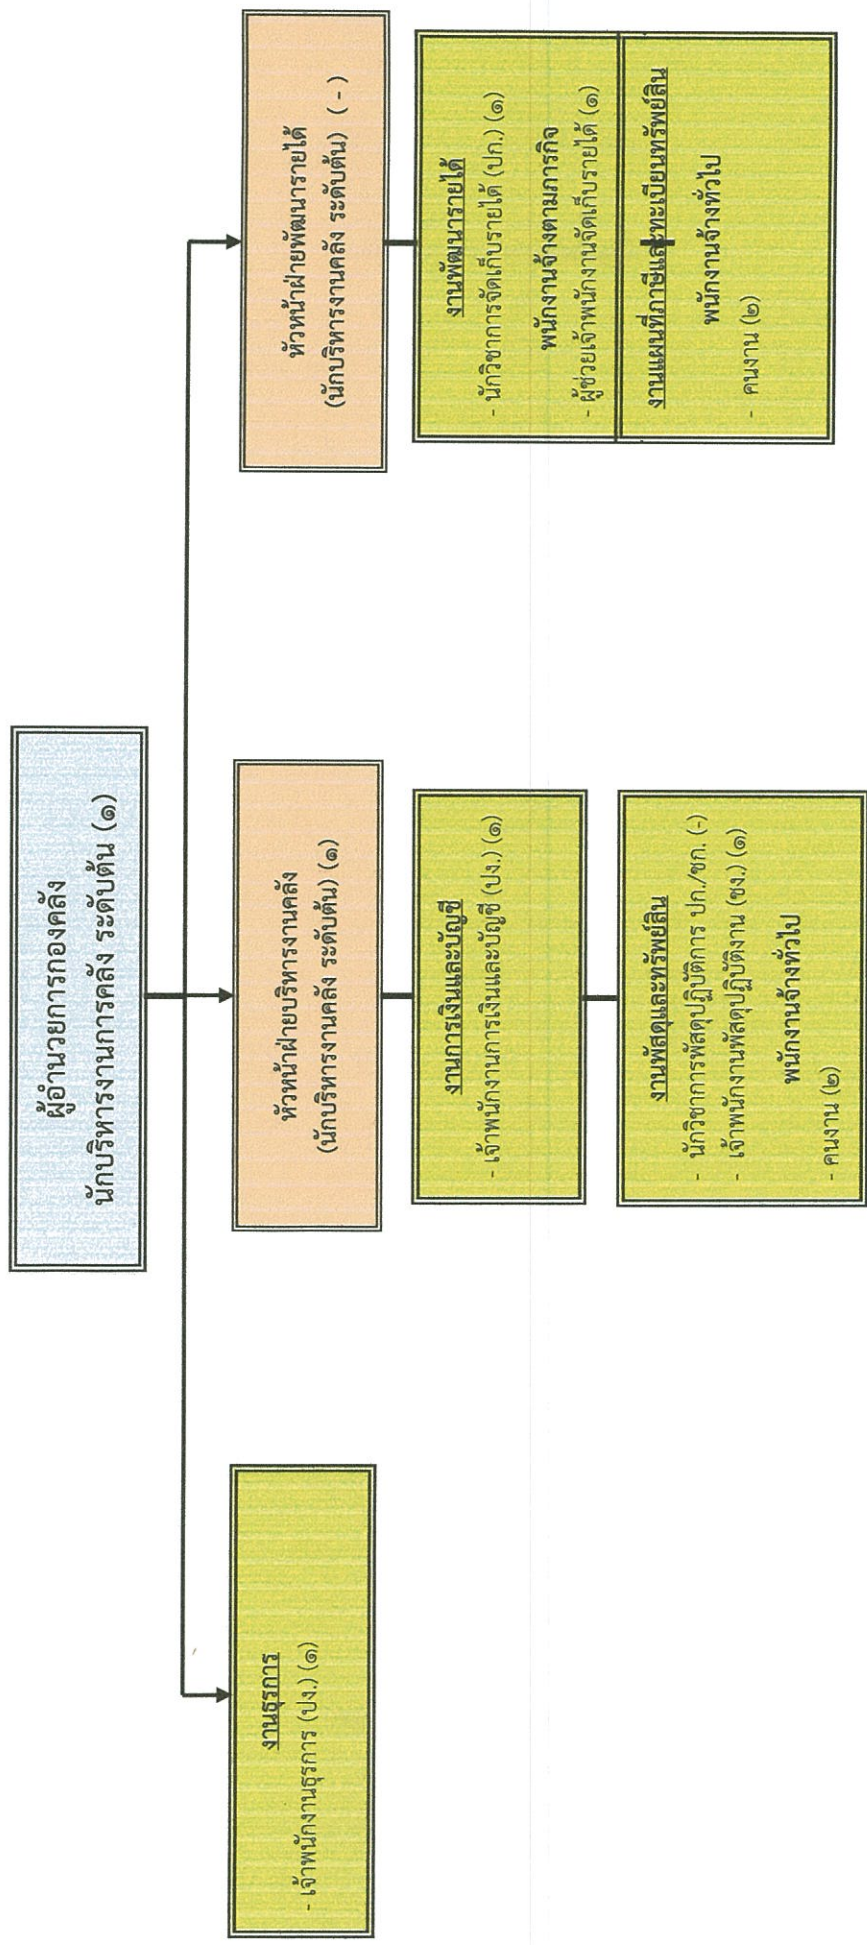 ผู้อำนวยการกองคลัง
นักบริหารงานการคลัง ระดับต้น (๑)
งานธุรการ
- เจ้าพนักงานธุรการ (ปง.) (๑)
หัวหน้าฝ่ายบริหารงานคลัง
(นักบริหารงานคลัง ระดับต้น) (๑)
งานการเงินและบัญชี
- เจ้าพนักงานการเงินและบัญชี (ปง.) (๑)
งานพัสดุและทรัพย์สิน
- นักวิชาการพัสดุปฏิบัติการ ปก./ชก. (-)
- เจ้าพนักงานพัสดุปฏิบัติงาน (ชง.) (๑)
พนักงานจ้างทั่วไป
- คนงาน (๒)
หัวหน้าฝ่ายพัฒนารายได้
(นักบริหารงานคลัง ระดับต้น) ( - )
งานพัฒนารายได้
- นักวิชาการจัดเก็บรายได้ (ปก.) (๑)
พนักงานจ้างตามภารกิจ
- ผู้ช่วยเจ้าพนักงานจัดเก็บรายได้ (๑)
งานแผนที่ภาษีและทะเบียนทรัพย์สิน
พนักงานจ้างทั่วไป
- คนงาน (๒)